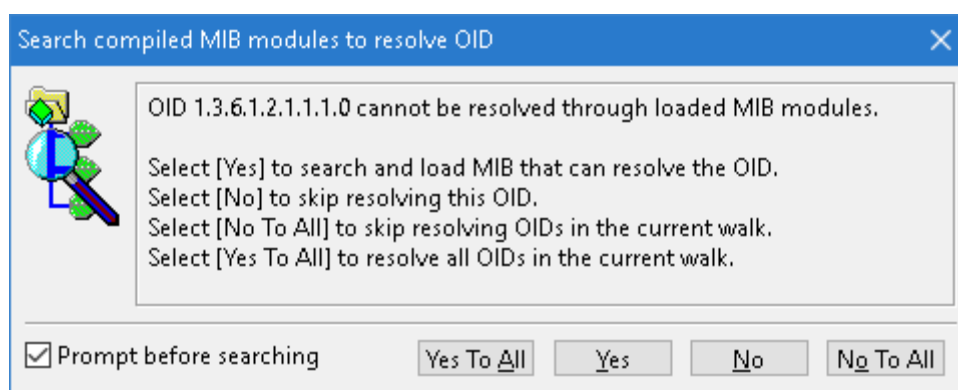 Search compiled MIB modules to resolve OID
OID 1.3.6.1.2.1.1.1.0 cannot be resolved through loaded MIB modules.
Select [Yes] to search and load MIB that can resolve the OID.
Select [No] to skip resolving this OID.
Select [No To All] to skip resolving OIDs in the current walk.
Select [Yes To All] to resolve all OIDs in the current walk.
Prompt before searching Yes To All Yes No No To All